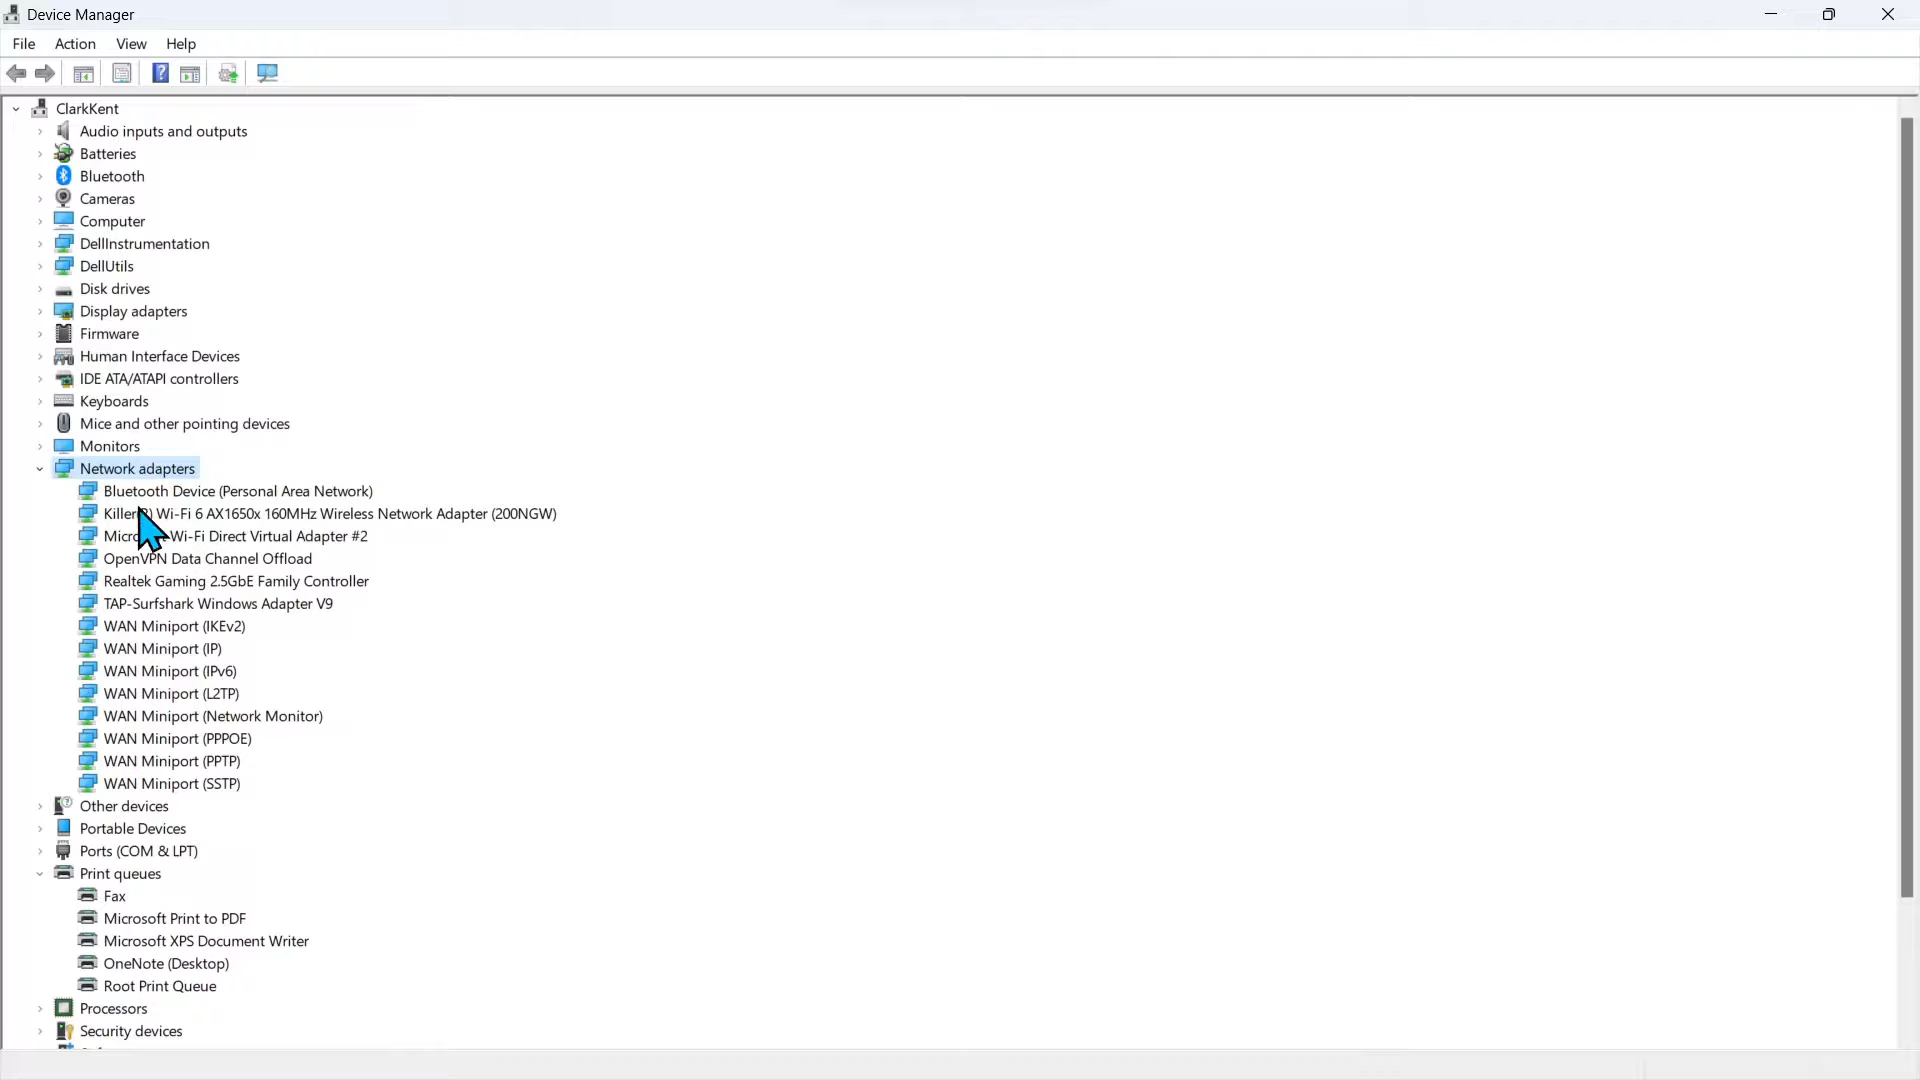 Device Manager
File Action View Help
ClarkKent
Audio inputs and outputs
Batteries
Bluetooth
Cameras
Computer
DellInstrumentation
DellUtils
Disk drives
Display adapters
Firmware
Human Interface Devices
IDE ATA/ATAPI controllers
Keyboards
Mice and other pointing devices
Monitors
Network adapters
Bluetooth Device (Personal Area Network)
Killer(R) Wi-Fi 6 AX1650x 160MHz Wireless Network Adapter (200NGW)
Wi-Fi Direct Virtual Adapter #2
OpenVPN Data Channel Offload
Realtek Gaming 2.5GbE Family Controller
TAP-Surfshark Windows Adapter V9
WAN Miniport (IKEv2)
WAN Miniport (IP)
WAN Miniport (IPv6)
WAN Miniport (L2TP)
WAN Miniport (Network Monitor)
WAN Miniport (PPPOE)
WAN Miniport (PPTP)
WAN Miniport (SSTP)
Other devices
Portable Devices
Ports (COM & LPT)
Print queues
Fax
Microsoft Print to PDF
Microsoft XPS Document Writer
OneNote (Desktop)
Root Print Queue
Processors
Security devices